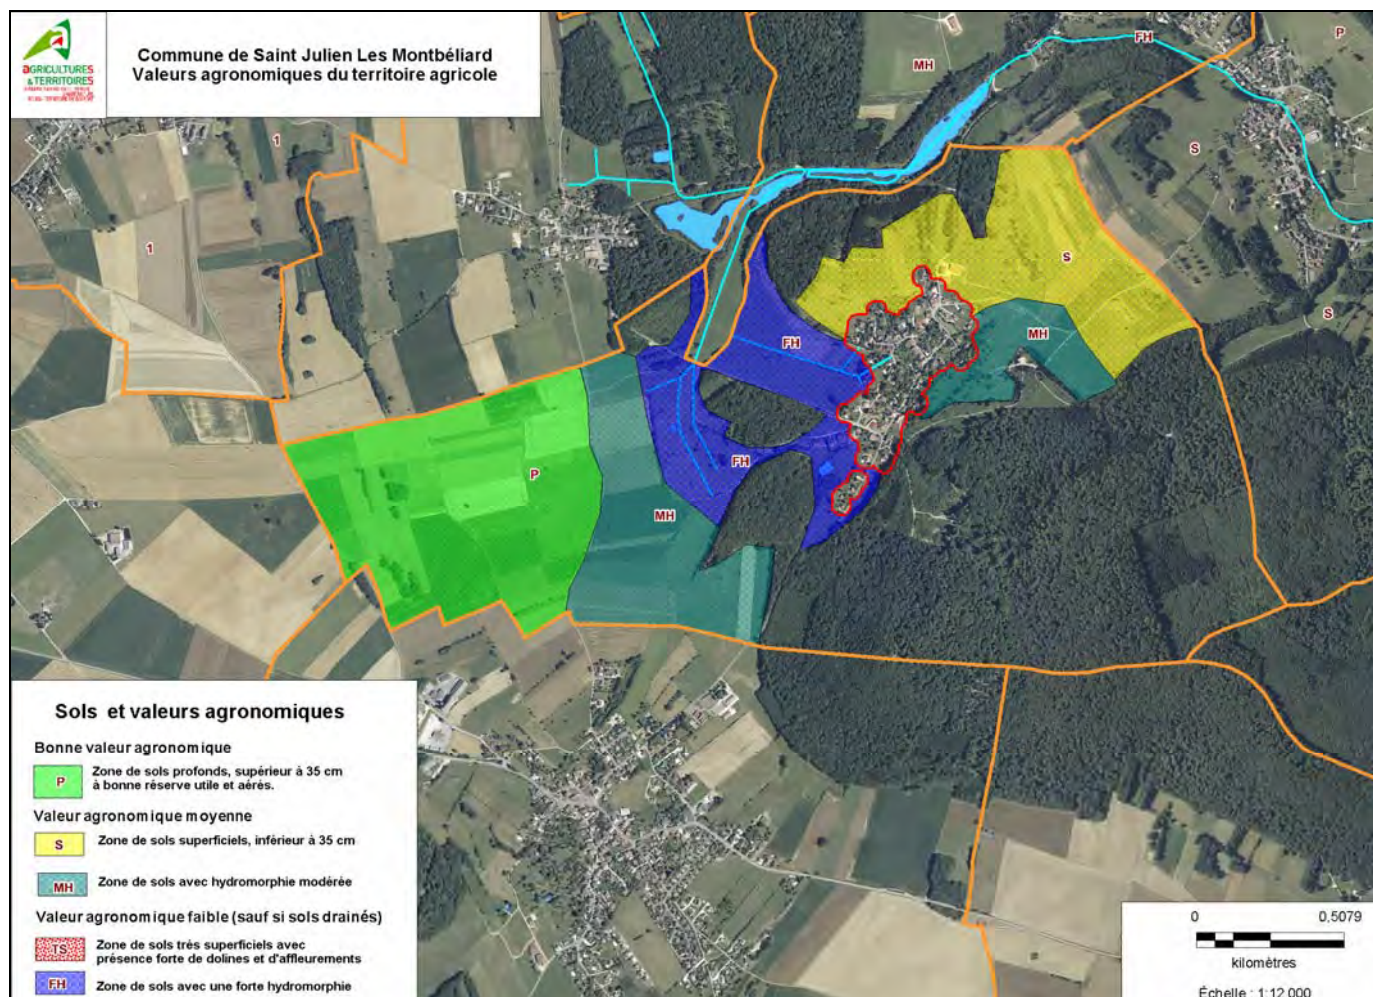 AGRICULTURES
& TERRITOIRES
Commune de Saint Julien Les Montbéliard
Valeurs agronomiques du territoire agricole
FH
P
MH
1
S
1
S
S
FH
MH
FH
P
MH
Sols et valeurs agronomiques
Bonne valeur agronomique
P
Zone de sols profonds, supérieur à 35 cm
à bonne réserve utile et aérés.
Valeur agronomique moyenne
S
Zone de sols superficiels, inférieur à 35 cm
MH
Zone de sols avec hydromorphie modérée
Valeur agronomique faible (sauf si sols drainés)
TS
Zone de sols très superficiels avec
présence forte de dolines et d'affleurements
FH
Zone de sols avec une forte hydromorphie
0 0,5079
kilomètres
Échelle : 1:12 000